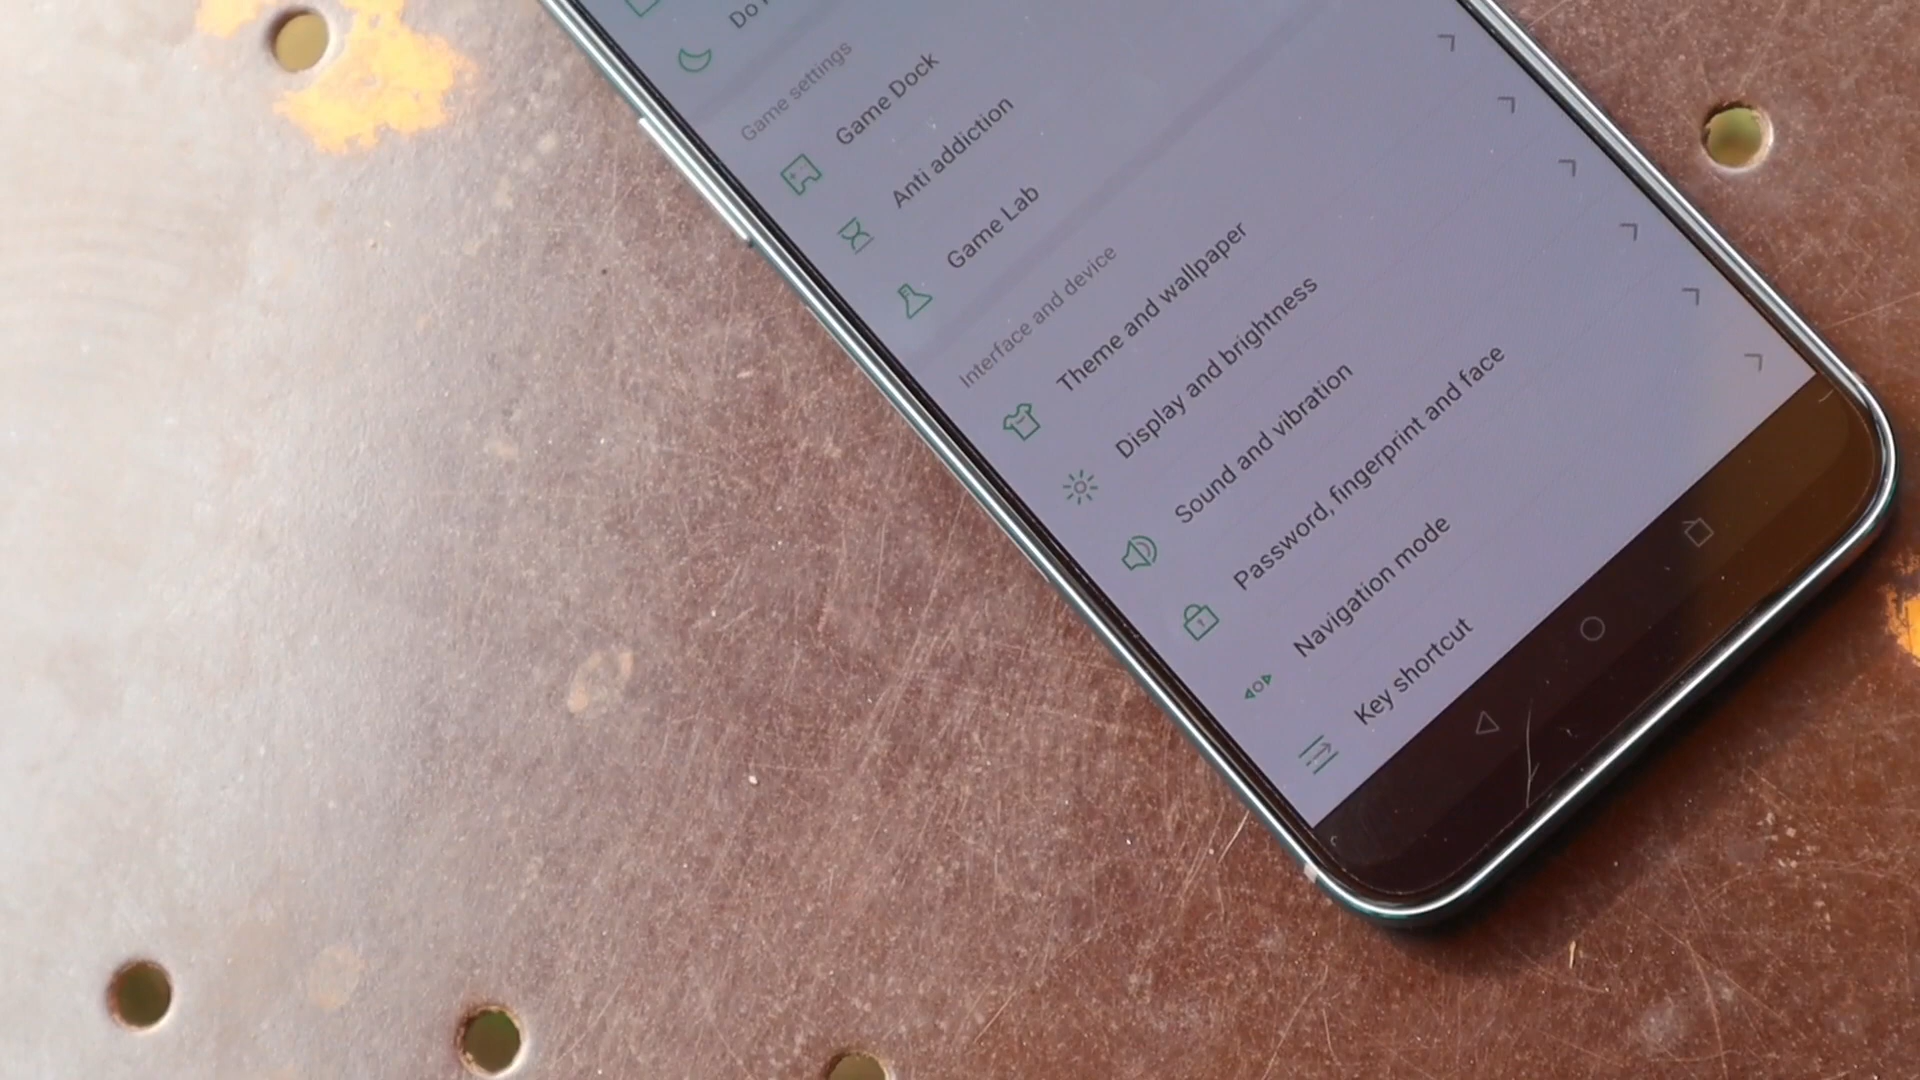 Do
Game settings
Game Dock
Anti addiction
Game Lab
Interface and device
Theme and wallpaper
Display and brightness
Sound and vibration
Password, fingerprint and face
Navigation mode
Key shortcut